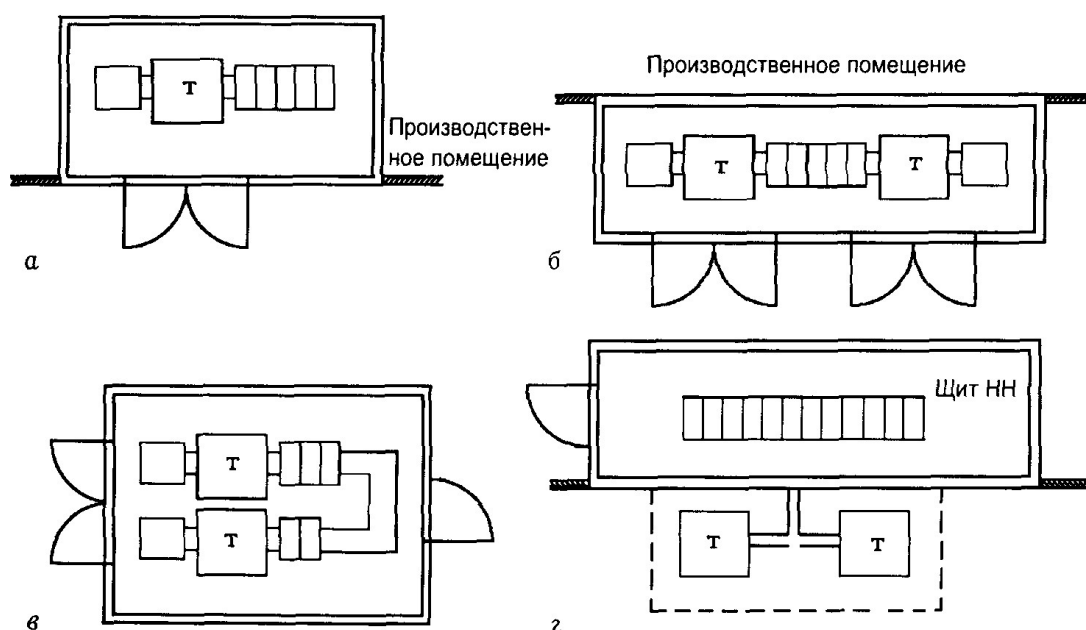 Т
Производствен-
ное помещение
а
Производственное помещение
Т Т
б
Т
Т
в
Щит НН
Т Т
г